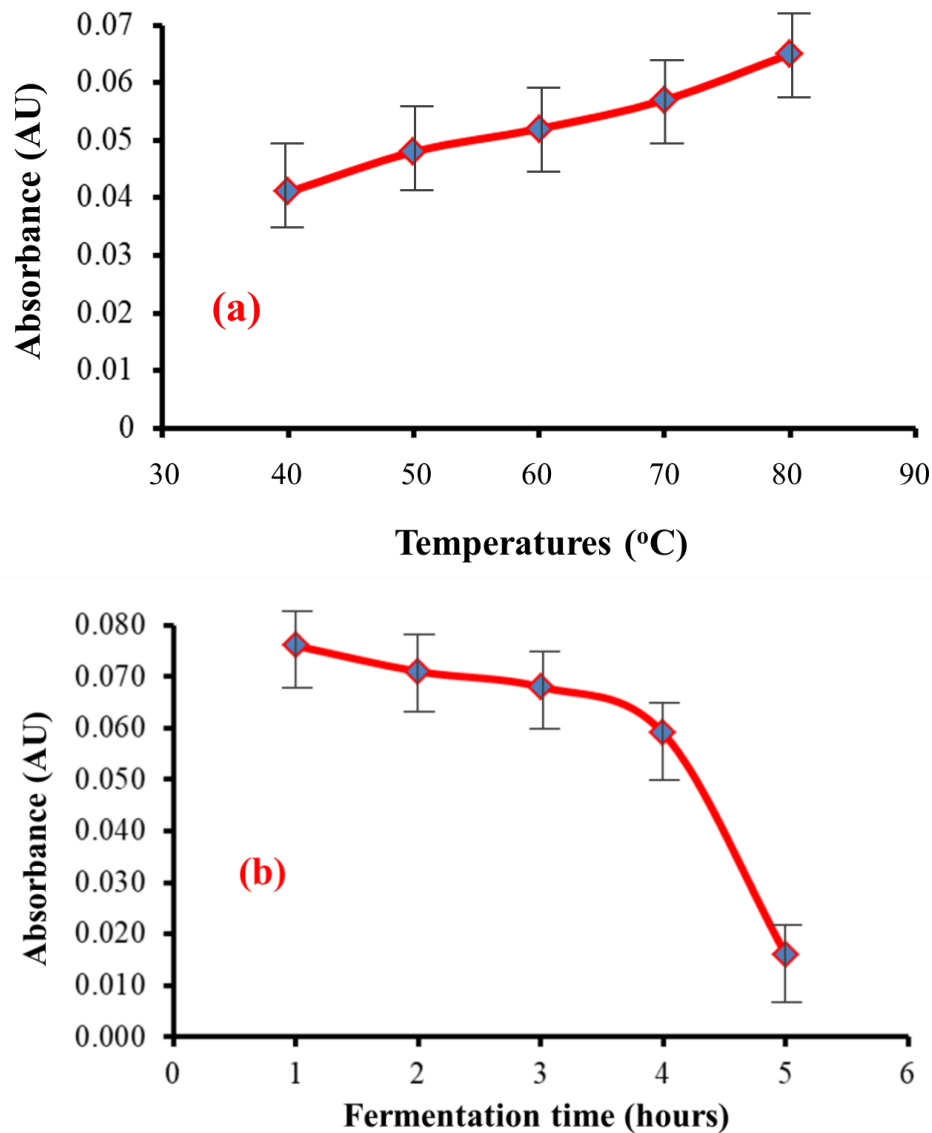 0.07
0.06
0.05
0.04
0.03
0.02
0.01
0
Absorbance (AU)
(a)
30 40 50 60 70 80 90
Temperatures (ᵒC)
0.080
0.070
0.060
0.050
0.040
0.030
0.020
0.010
0.000
Absorbance (AU)
(b)
0 1 2 3 4 5 6
Fermentation time (hours)